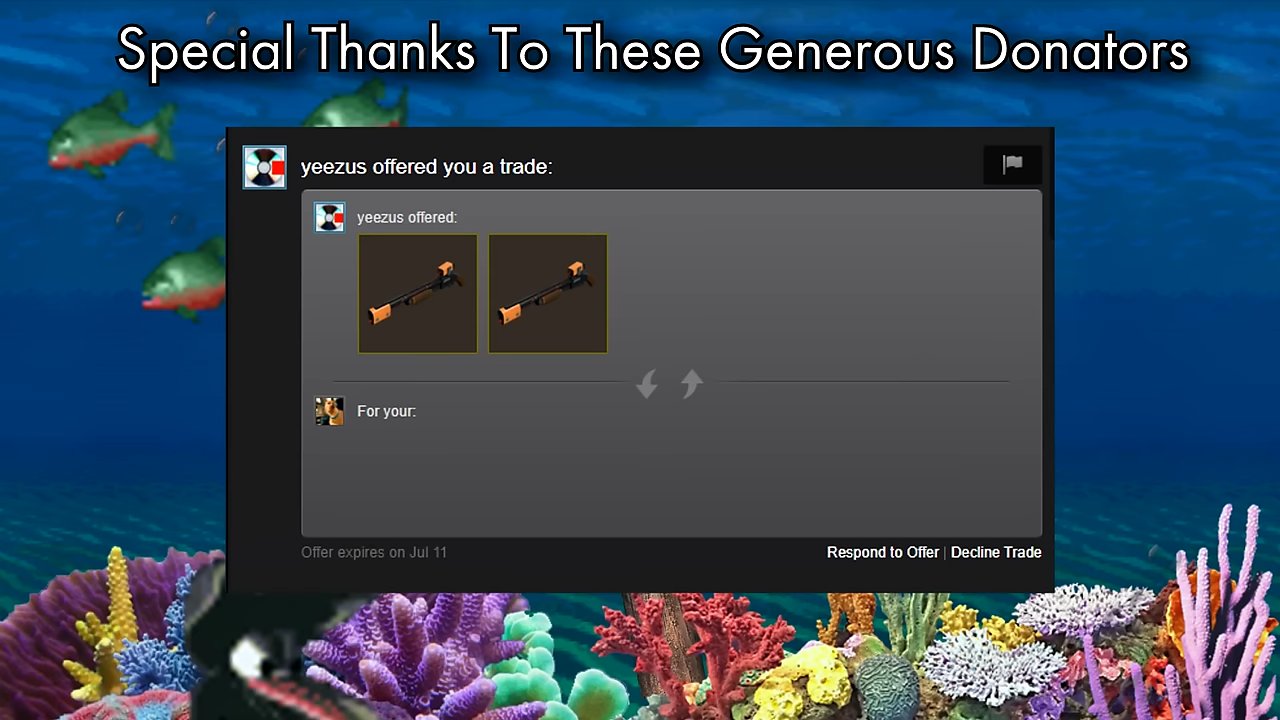 Special Thanks To These Generous Donators
yeezus offered you a trade:
yeezus offered:
For your:
Offer expires on Jul 11
Respond to Offer | Decline Trade